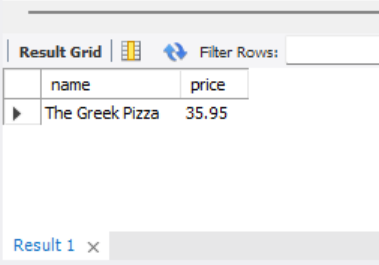 Result Grid Filter Rows:
name price
The Greek Pizza 35.95
Result 1